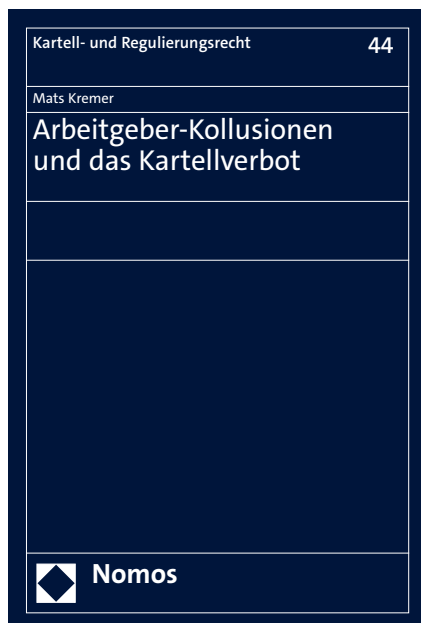 Kartell- und Regulierungsrecht 44
Mats Kremer
Arbeitgeber-Kollusionen
und das Kartellverbot
Nomos